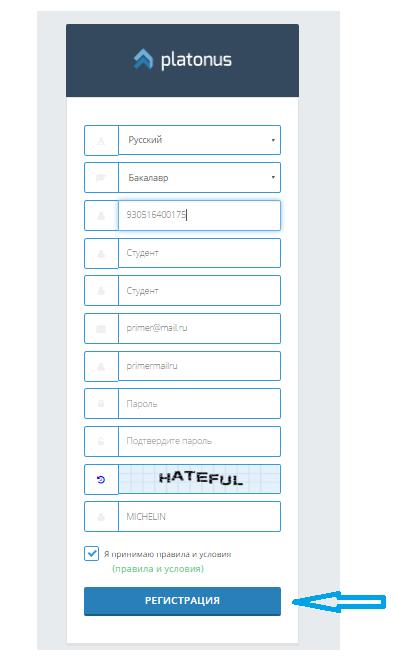 platonus
Русский
Бакалавр
930516400175
Студент
Студент
primer@mail.ru
primermailru
Пароль
Подтвердите пароль
HATEFUL
MICHELIN
Я принимаю правила и условия
(правила и условия)
РЕГИСТРАЦИЯ